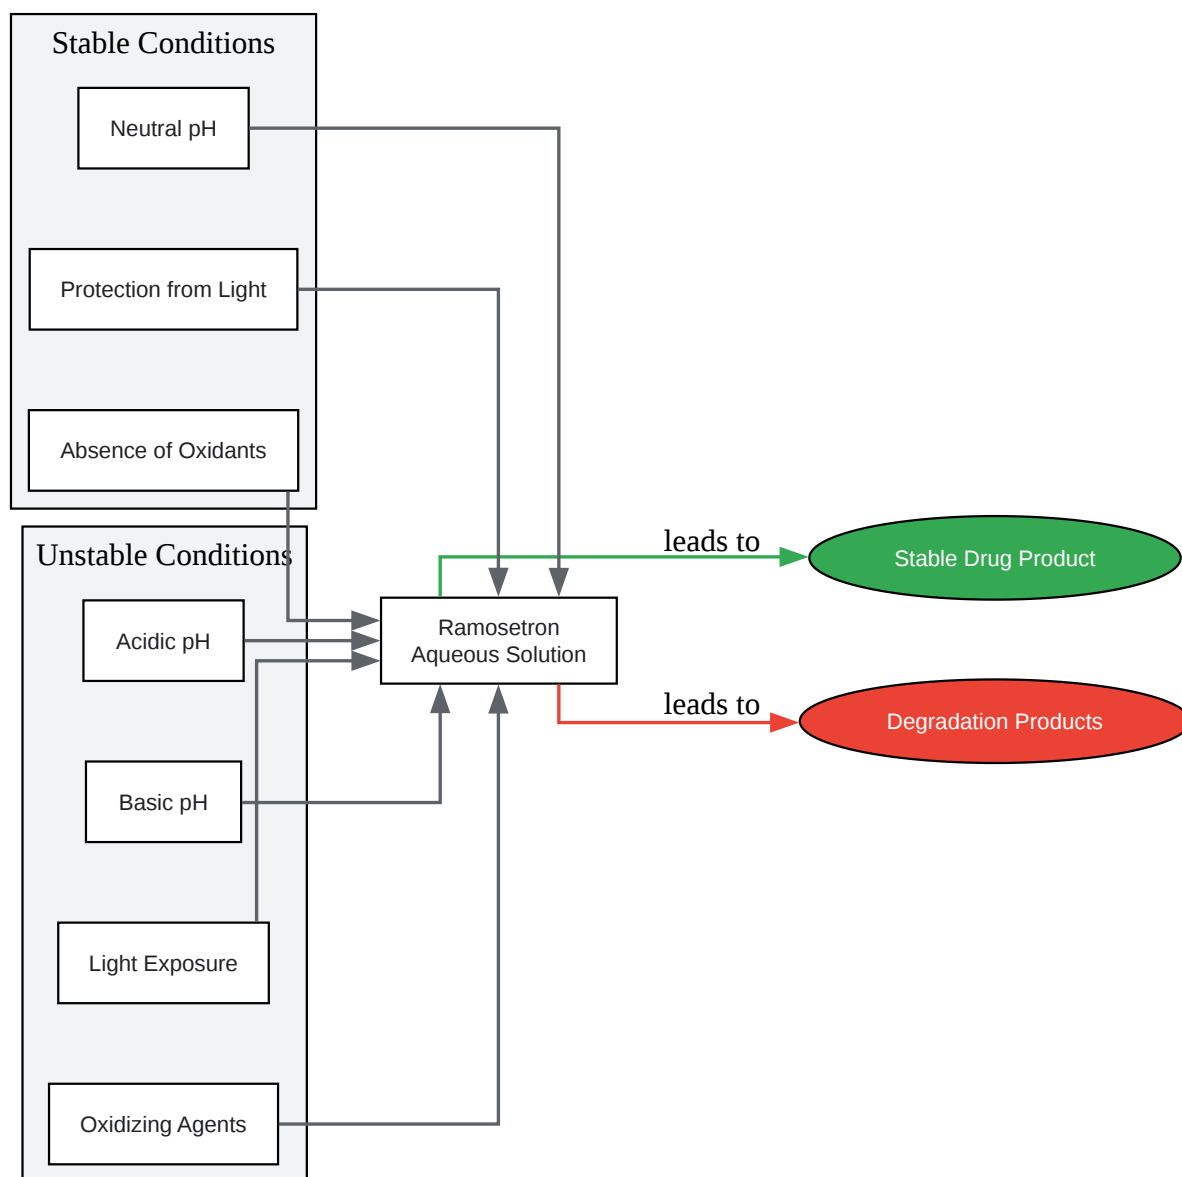 Stable Conditions
Neutral pH
Protection from Light
Absence of Oxidants
Unstable Conditions
Acidic pH
Basic pH
Light Exposure
Oxidizing Agents
Ramosetron
Aqueous Solution
leads to
Stable Drug Product
leads to
Degradation Products